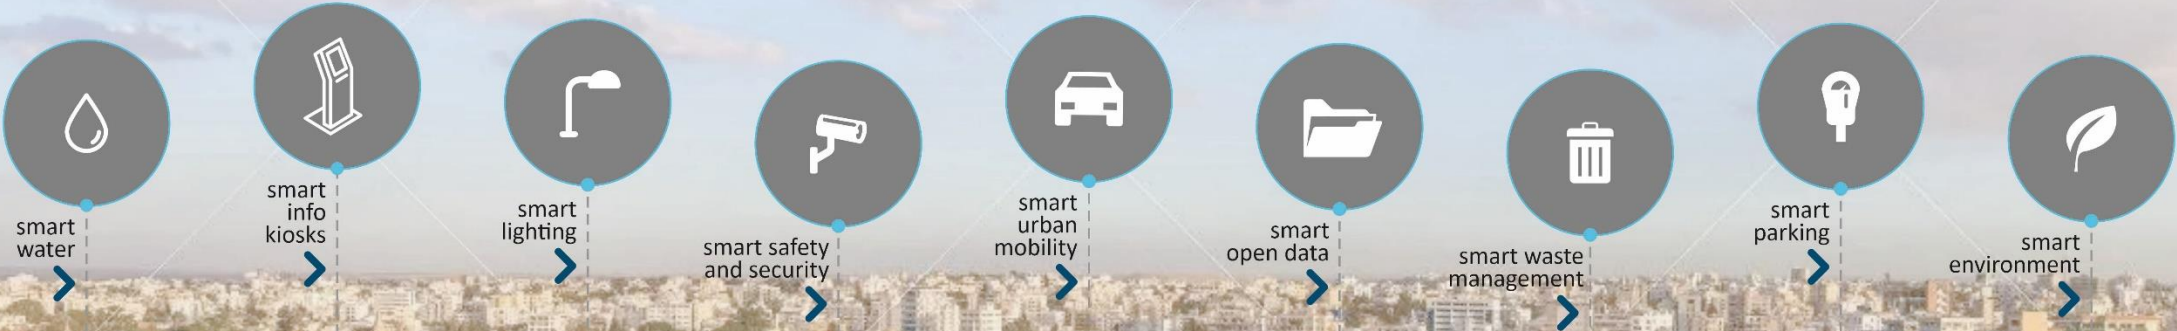 smart
water
smart
info
kiosks
smart
lighting
smart safety
and security
smart
urban
mobility
smart
open data
smart waste
management
smart
parking
smart
environment